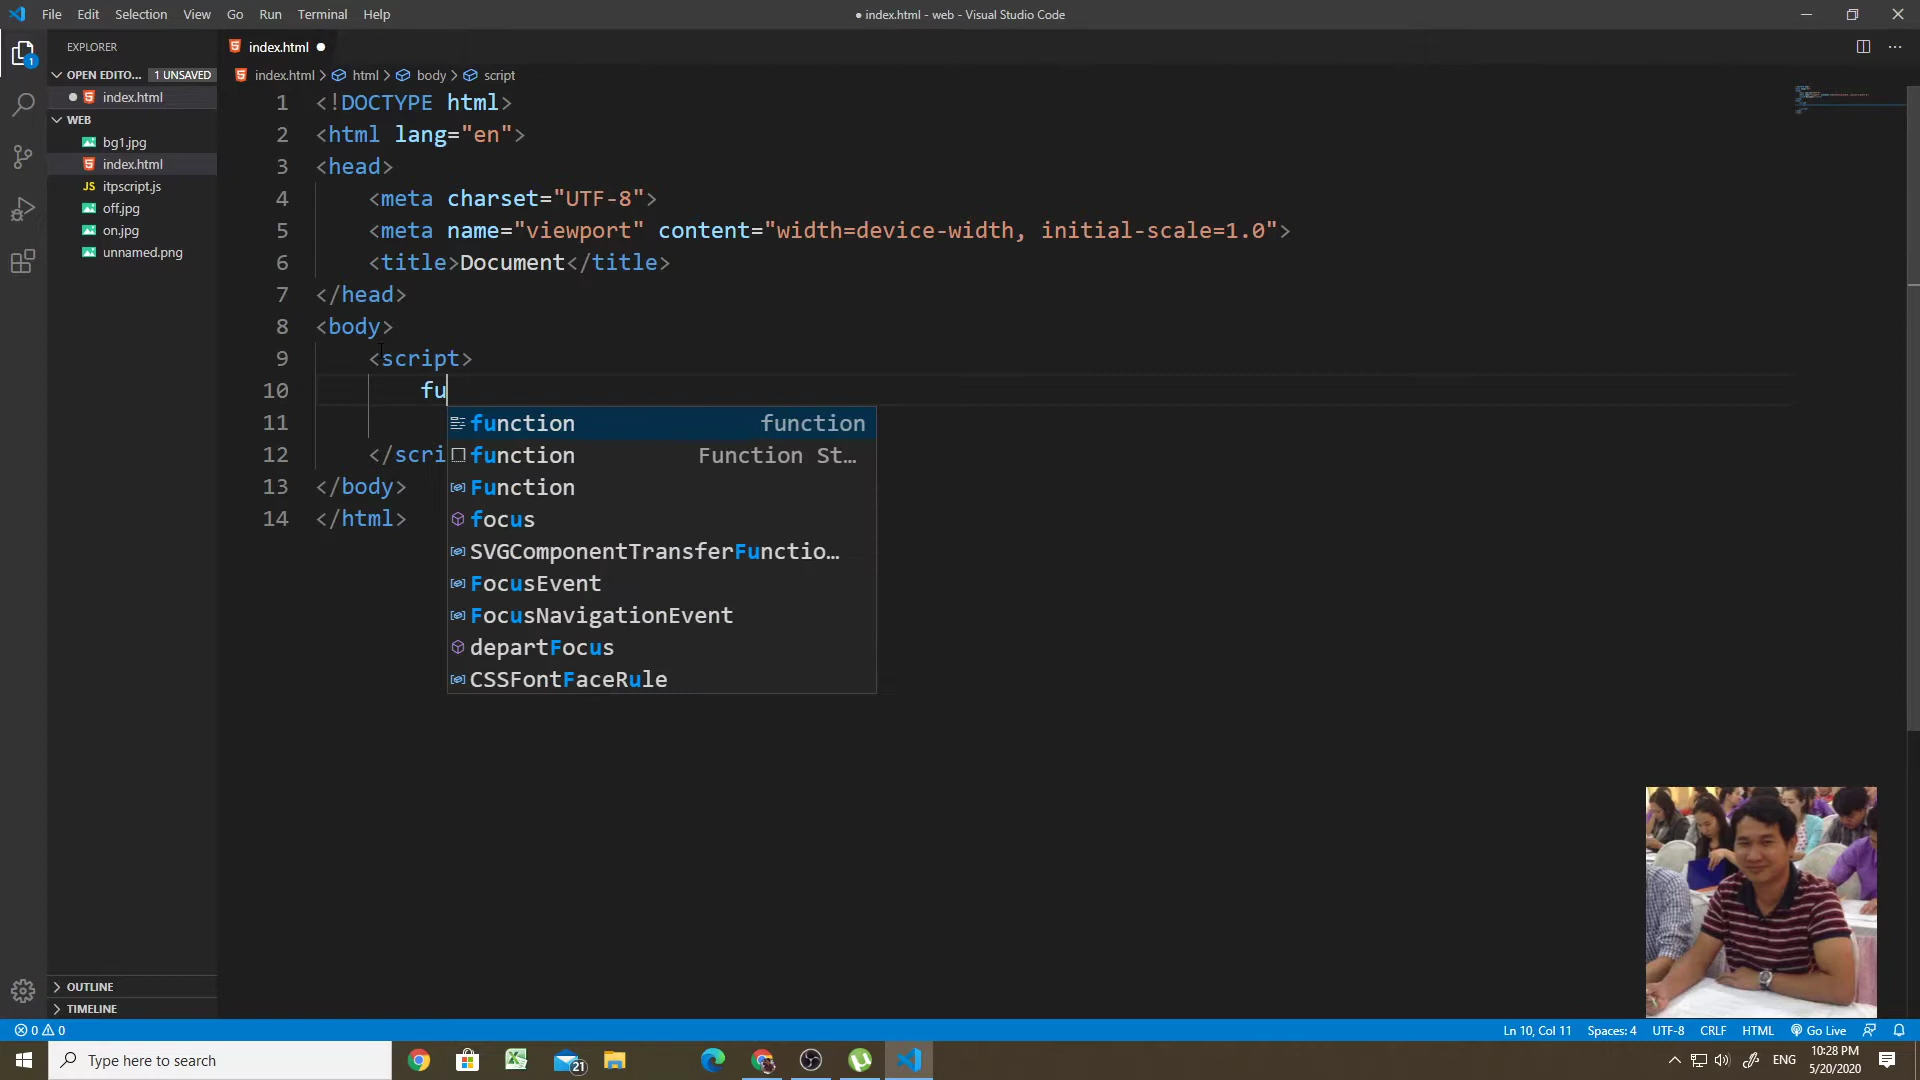 File Edit Selection View Go Run Terminal Help
● index.html - web - Visual Studio Code
EXPLORER
OPEN EDITO... 1 UNSAVED
index.html
WEB
bg1.jpg
index.html
JS itpscript.js
off.jpg
on.jpg
unnamed.png
OUTLINE
TIMELINE
index.html
index.html > html > body > script
1 <!DOCTYPE html>
2 <html lang="en">
3 <head>
4 <meta charset="UTF-8">
5 <meta name="viewport" content="width=device-width, initial-scale=1.0">
6 <title>Document</title>
7 </head>
8 <body>
9 <script>
10 fu
11
12 </scri
13 </body>
14 </html>
function function
function Function St...
Function
focus
SVGComponentTransferFunctio...
FocusEvent
FocusNavigationEvent
departFocus
CSSFontFaceRule
0 0
Ln 10, Col 11 Spaces: 4 UTF-8 CRLF HTML Go Live
Type here to search
21
ENG
10:28 PM
5/20/2020